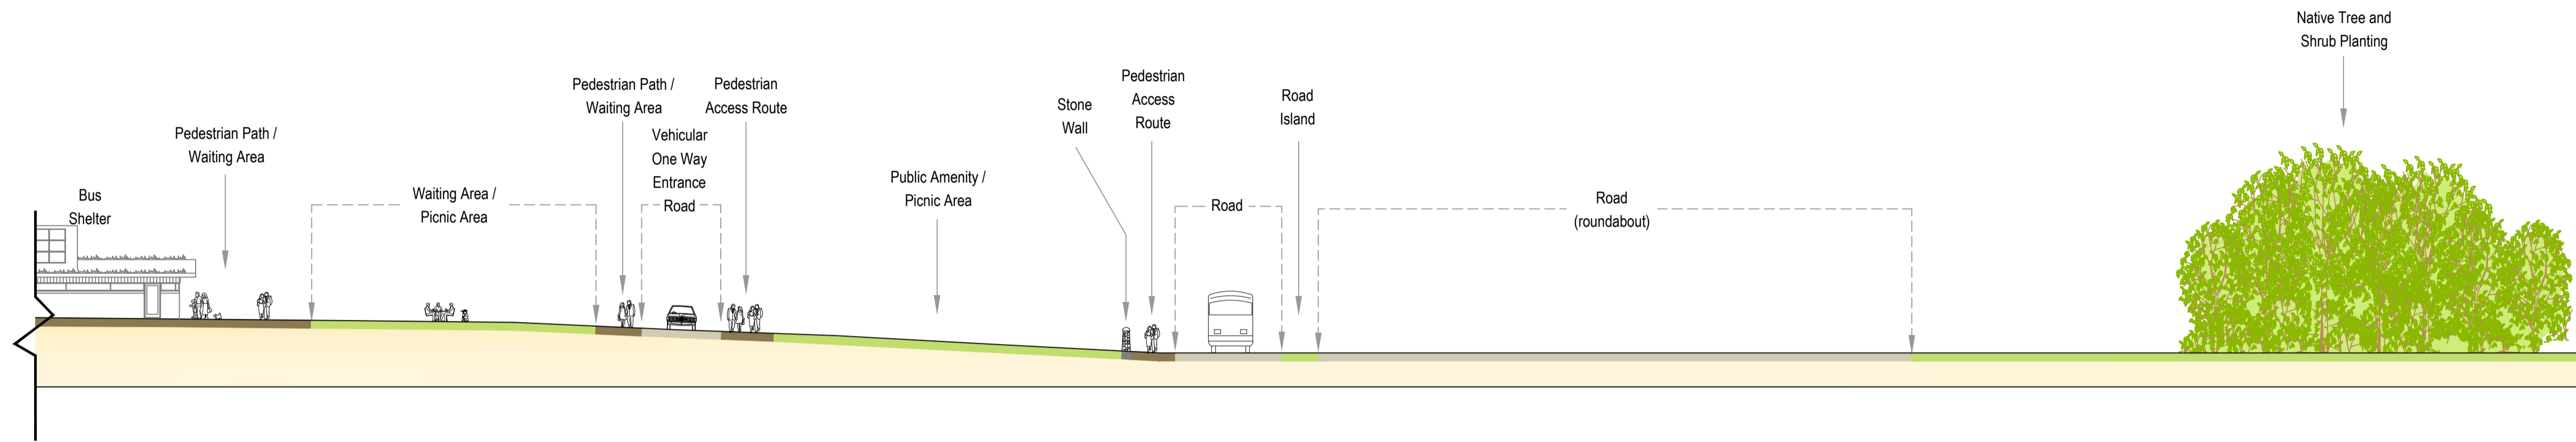 Bus
Shelter
Pedestrian Path /
Waiting Area
Waiting Area /
Picnic Area
Pedestrian Path /
Waiting Area
Vehicular
One Way
Entrance
Road
Pedestrian
Access Route
Public Amenity /
Picnic Area
Stone
Wall
Pedestrian
Access
Route
Road
Road
Island
Road
(roundabout)
Native Tree and
Shrub Planting